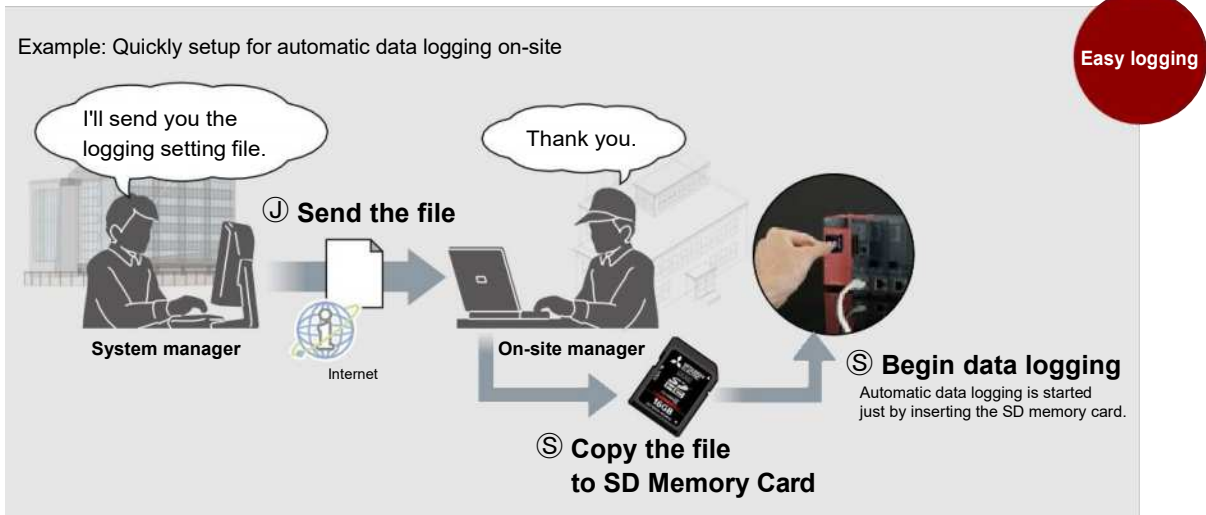 Example: Quickly setup for automatic data logging on-site
Easy logging
I'll send you the
logging setting file.
Thank you.
Ⓙ Send the file
System manager
Internet
On-site manager
16GB
Ⓢ Begin data logging
Automatic data logging is started
just by inserting the SD memory card.
Ⓢ Copy the file
to SD Memory Card